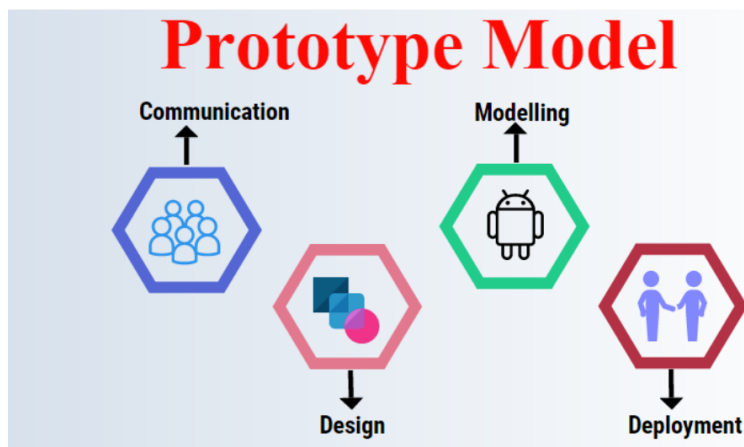 Prototype Model
Communication
Modelling
Design
Deployment